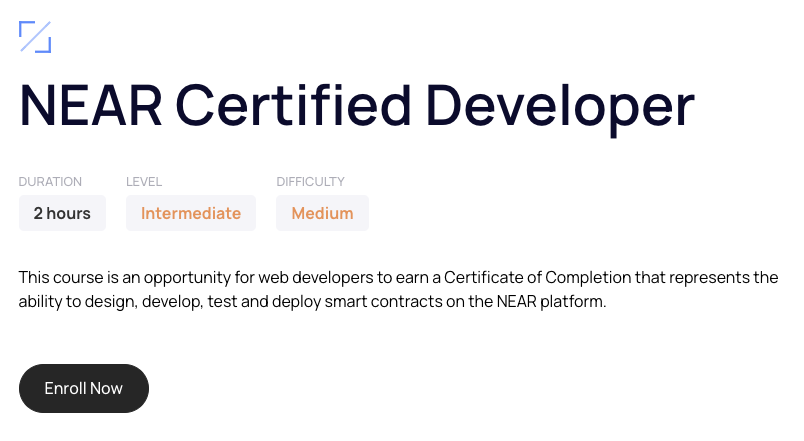 NEAR Certified Developer
DURATION LEVEL DIFFICULTY
2 hours Intermediate Medium
This course is an opportunity for web developers to earn a Certificate of Completion that represents the
ability to design, develop, test and deploy smart contracts on the NEAR platform.
Enroll Now